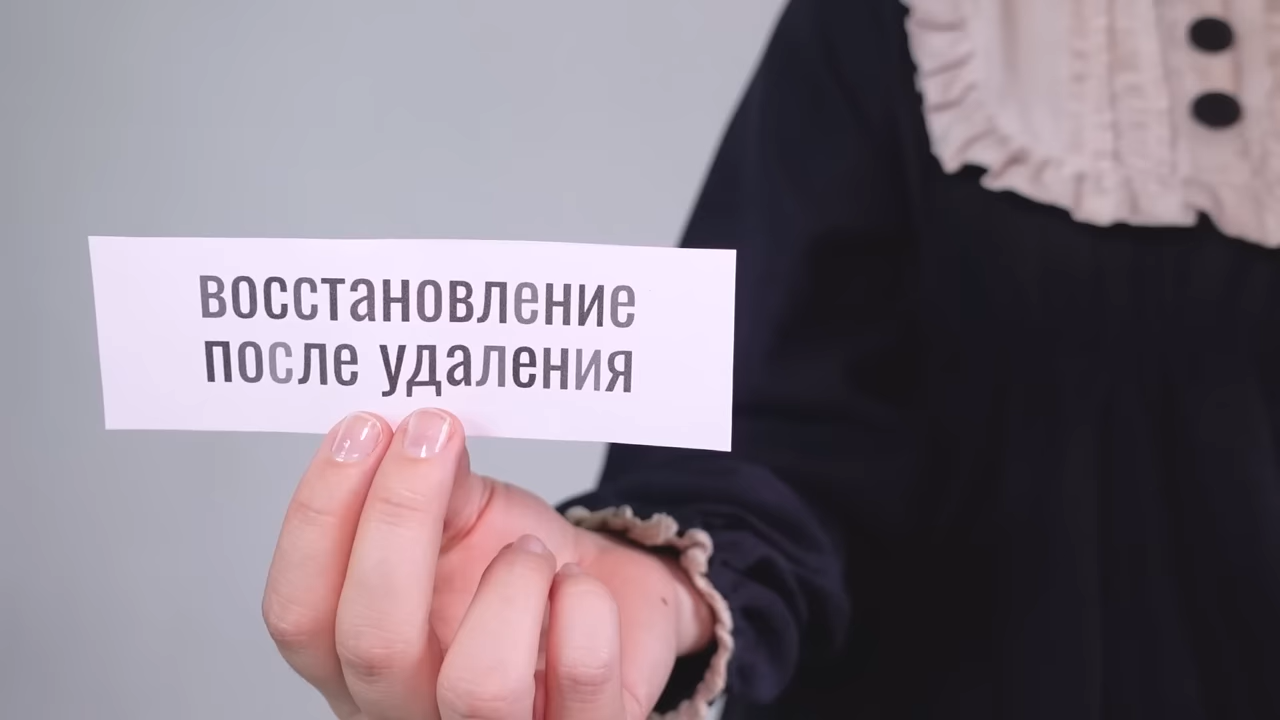 восстановление
после удаления